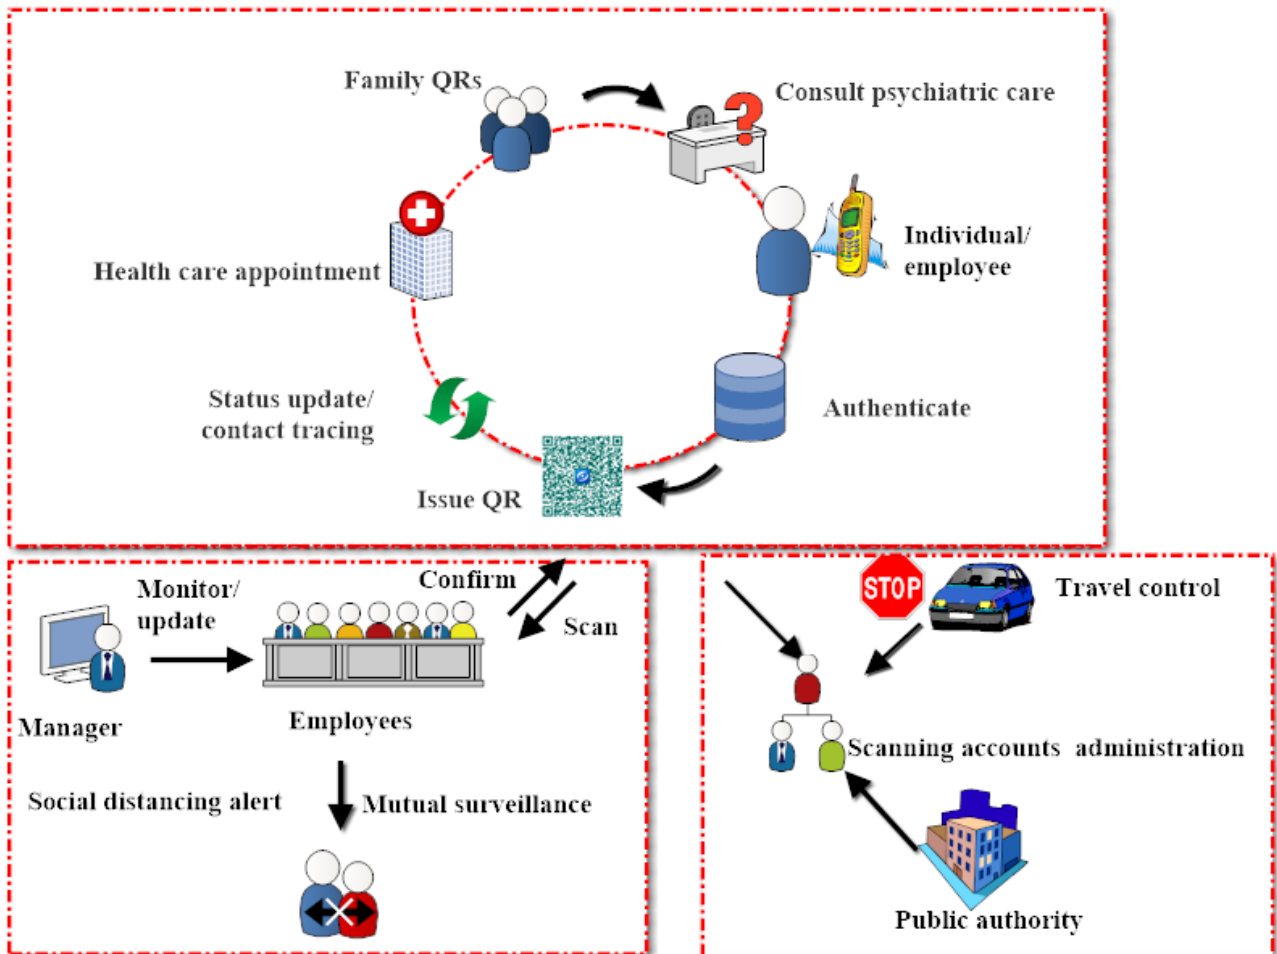 Family QRs
Consult psychiatric care
Individual/
employee
Health care appointment
Status update/
contact tracing
Authenticate
Issue QR
Monitor/
update
Confirm
Scan
Manager
Employees
Social distancing alert
Mutual surveillance
STOP
Travel control
Scanning accounts administration
Public authority